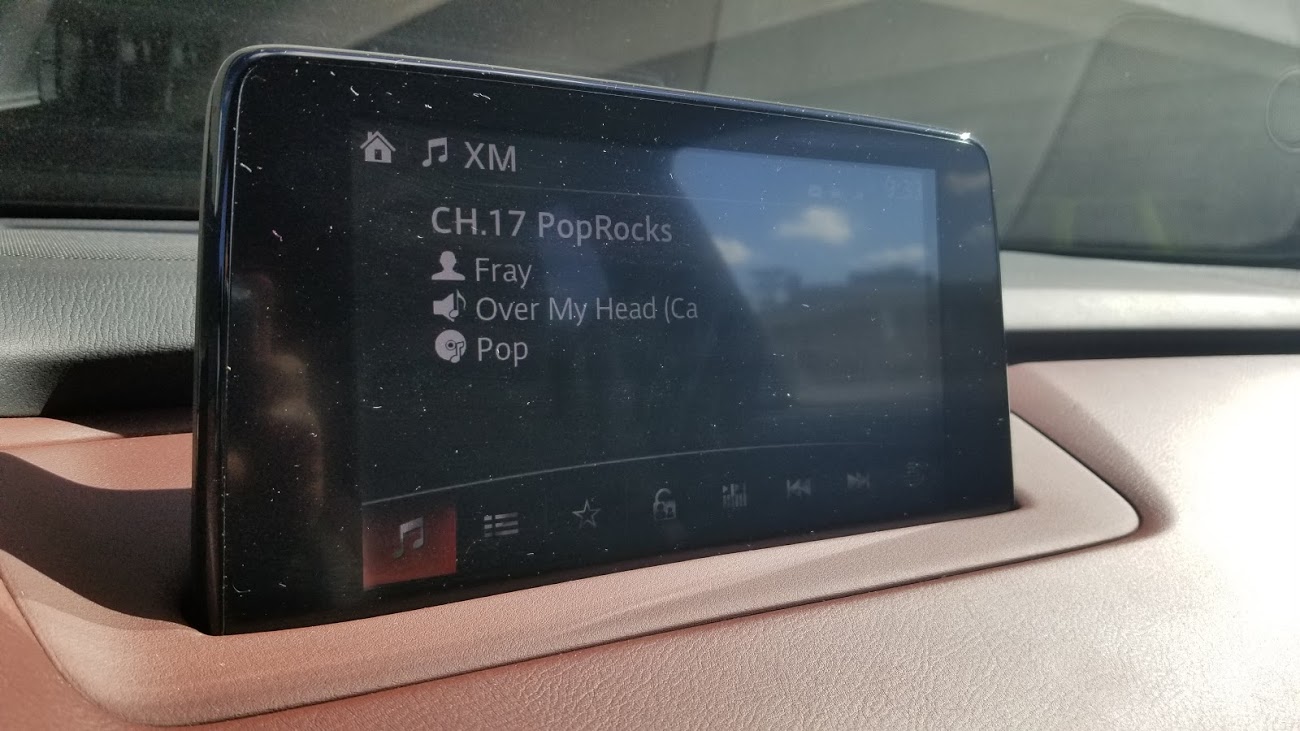 XM
CH.17 PopRocks
Fray
Over My Head (Ca
Pop